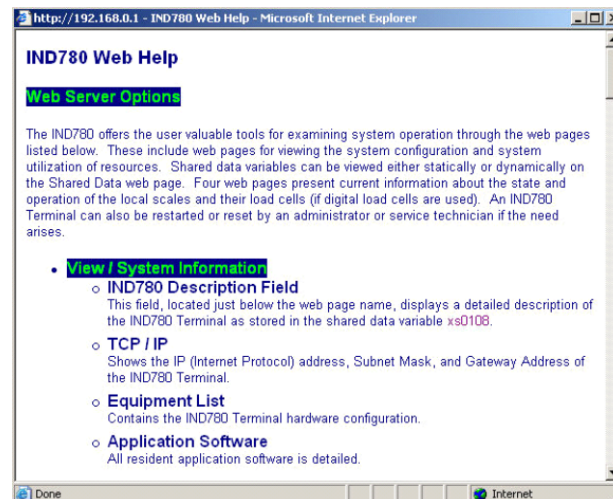 http://192.168.0.1 - IND780 Web Help - Microsoft Internet Explorer
IND780 Web Help
Web Server Options
The IND780 offers the user valuable tools for examining system operation through the web pages
listed below. These include web pages for viewing the system configuration and system
utilization of resources. Shared data variables can be viewed either statically or dynamically on
the Shared Data web page. Four web pages present current information about the state and
operation of the local scales and their load cells (if digital load cells are used). An IND780
Terminal can also be restarted or reset by an administrator or service technician if the need
arises.
• View / System Information
o IND780 Description Field
This field, located just below the web page name, displays a detailed description of
the IND780 Terminal as stored in the shared data variable xs0108.
o TCP / IP
Shows the IP (Internet Protocol) address, Subnet Mask, and Gateway Address of
the IND780 Terminal.
o Equipment List
Contains the IND780 Terminal hardware configuration.
o Application Software
All resident application software is detailed.
Done
Internet